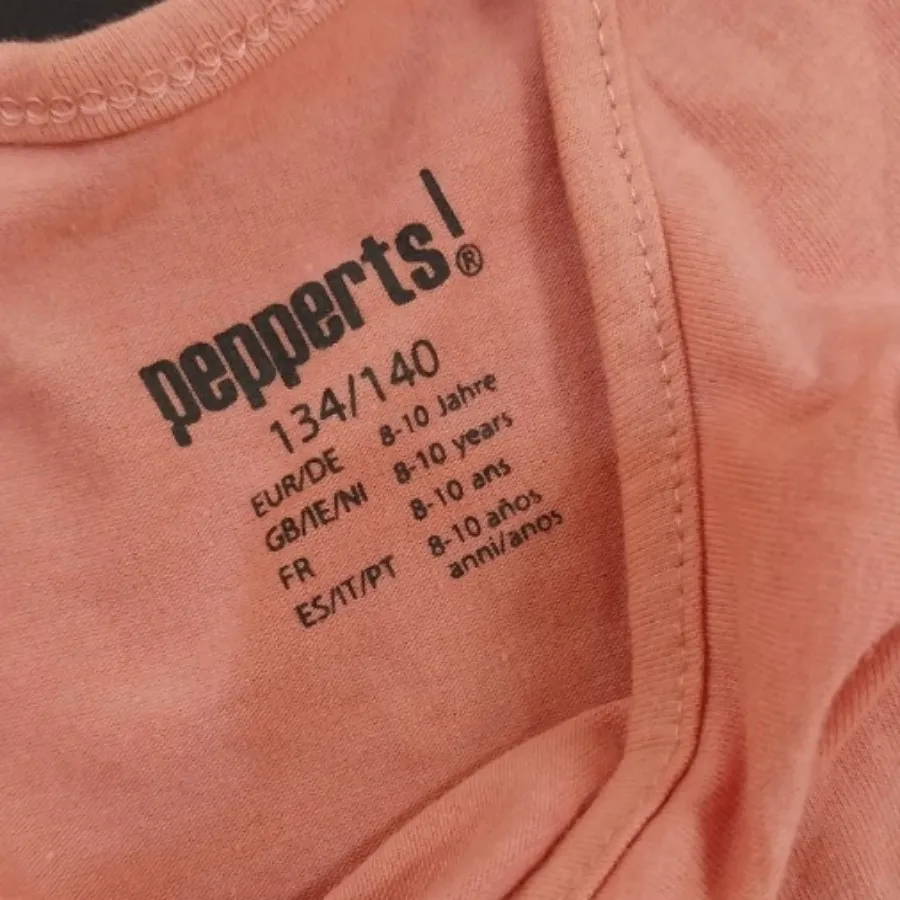 pepperts!®
134/140
EUR/DE 8-10 Jahre
GB/IE/NI 8-10 years
FR 8-10 ans
ES/IT/PT 8-10 años
anni/anos